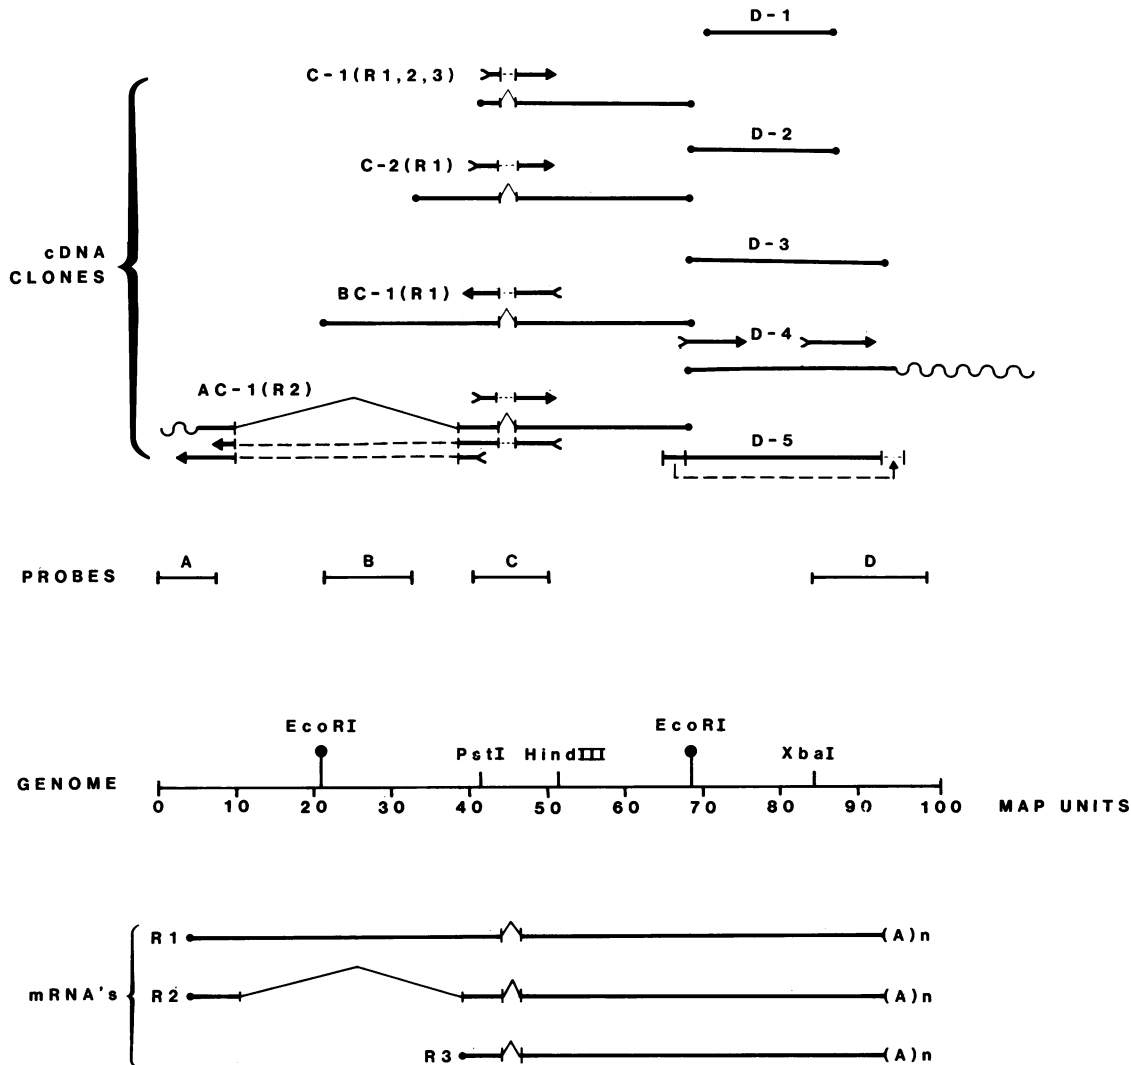 D-1
C-1(R1,2,3)
D-2
C-2(R1)
cDNA
CLONES
D-3
BC-1(R1)
D-4
AC-1(R2)
D-5
PROBES
A
B
C
D
EcoRI
EcoRI
PstI
HindIII
XbaI
GENOME
0 10 20 30 40 50 60 70 80 90 100
MAP UNITS
R1
(A)n
mRNA's
R2
(A)n
R3
(A)n